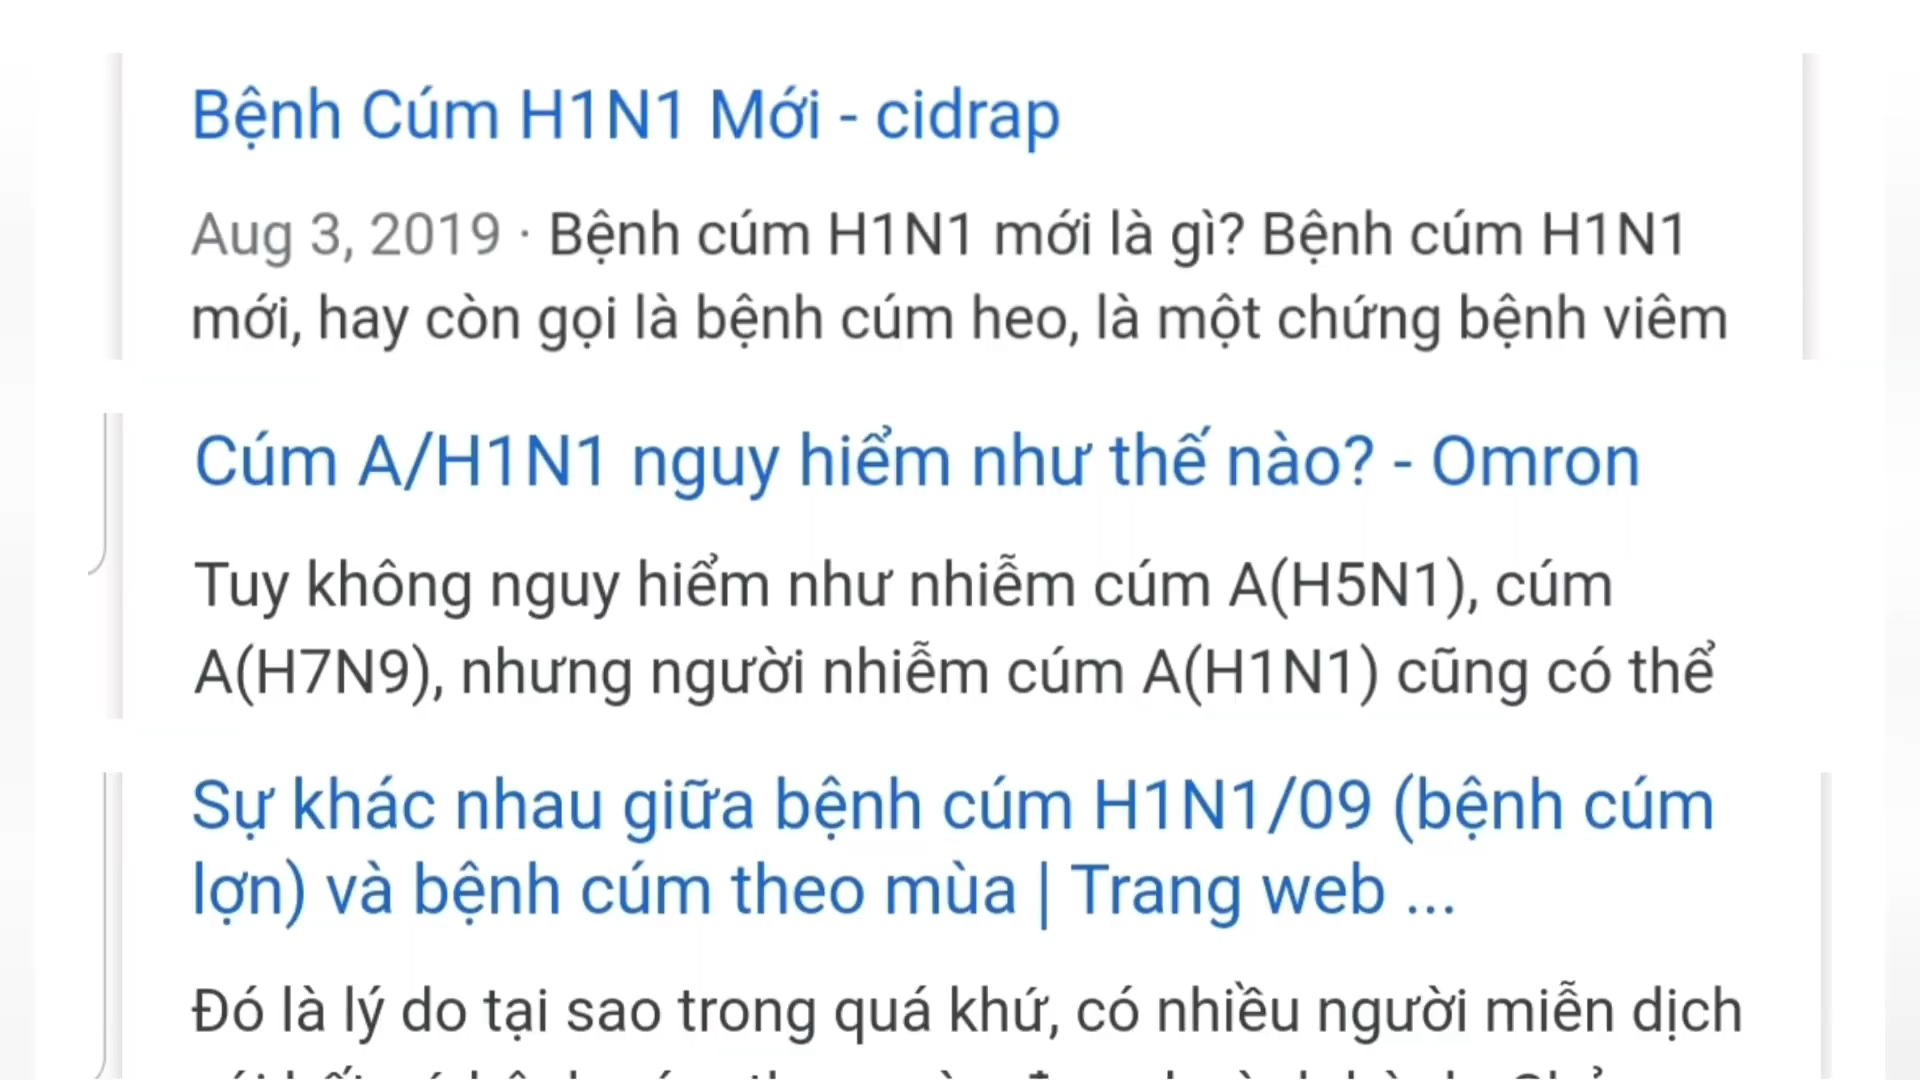 Bệnh Cúm H1N1 Mới - cidrap
Aug 3, 2019 · Bệnh cúm H1N1 mới là gì? Bệnh cúm H1N1
mới, hay còn gọi là bệnh cúm heo, là một chứng bệnh viêm
Cúm A/H1N1 nguy hiểm như thế nào? - Omron
Tuy không nguy hiểm như nhiễm cúm A(H5N1), cúm
A(H7N9), nhưng người nhiễm cúm A(H1N1) cũng có thể
Sự khác nhau giữa bệnh cúm H1N1/09 (bệnh cúm
lợn) và bệnh cúm theo mùa | Trang web ...
Đó là lý do tại sao trong quá khứ, có nhiều người miễn dịch